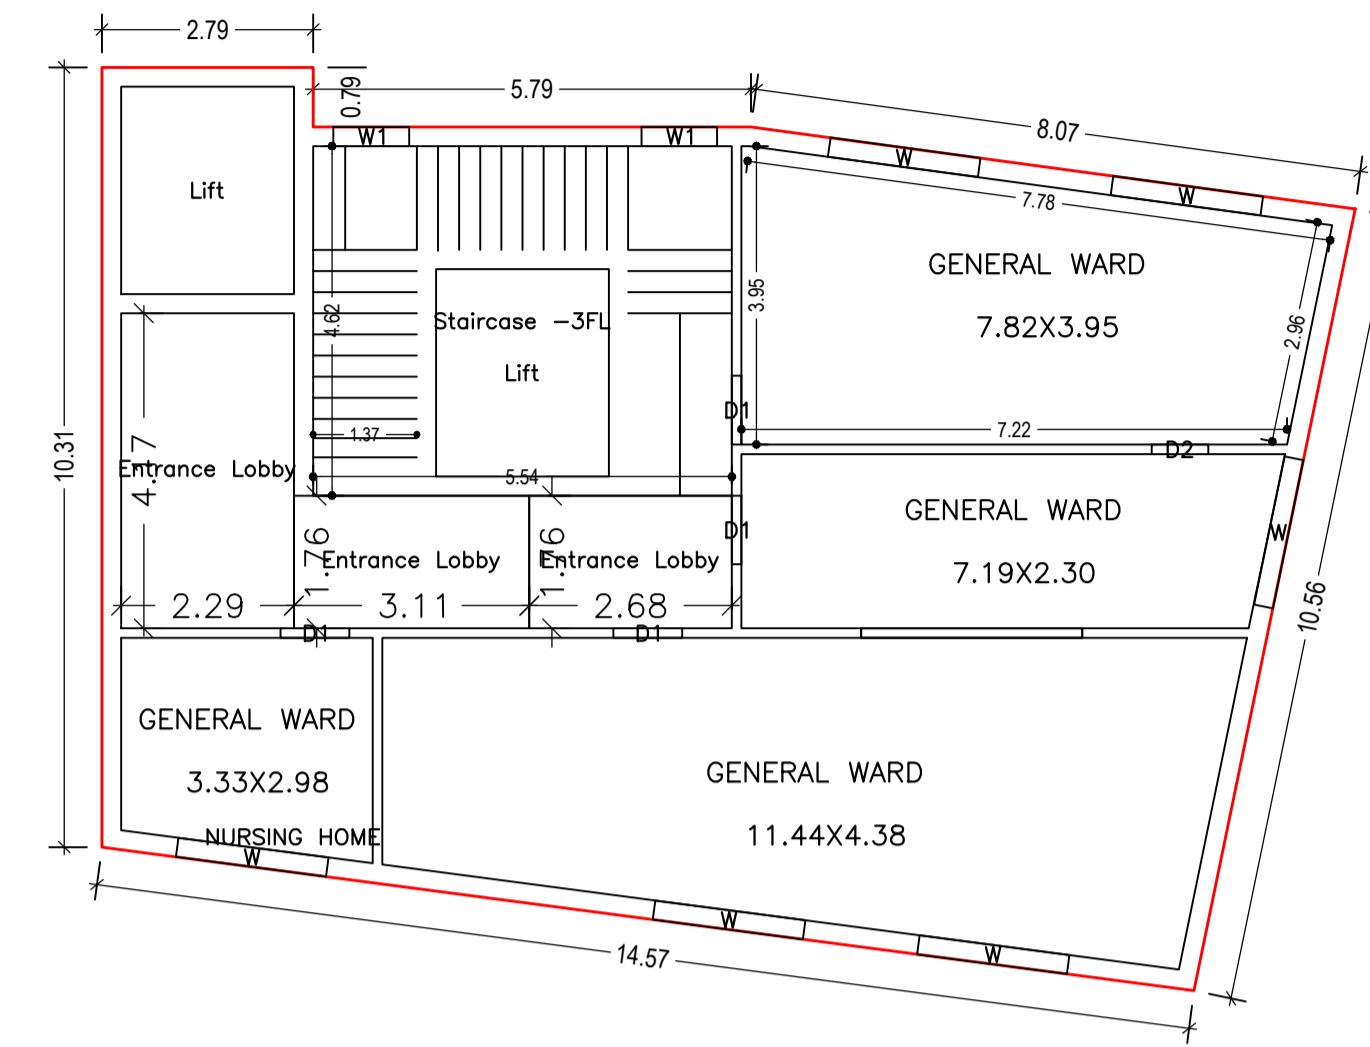 2.79
0.79
5.79
8.07
W1
W1
W
W
7.78
Lift
GENERAL WARD
7.82X3.95
3.95
2.96
4.62
Staircase -3FL
Lift
D1
1.37
7.22
D2
5.54
10.31
4.17
Entrance Lobby
GENERAL WARD
7.19X2.30
W
D1
1.76
Entrance Lobby
1.76
Entrance Lobby
2.29
3.11
2.68
10.56
D1
D1
GENERAL WARD
3.33X2.98
GENERAL WARD
11.44X4.38
NURSING HOME
W
W
W
14.57